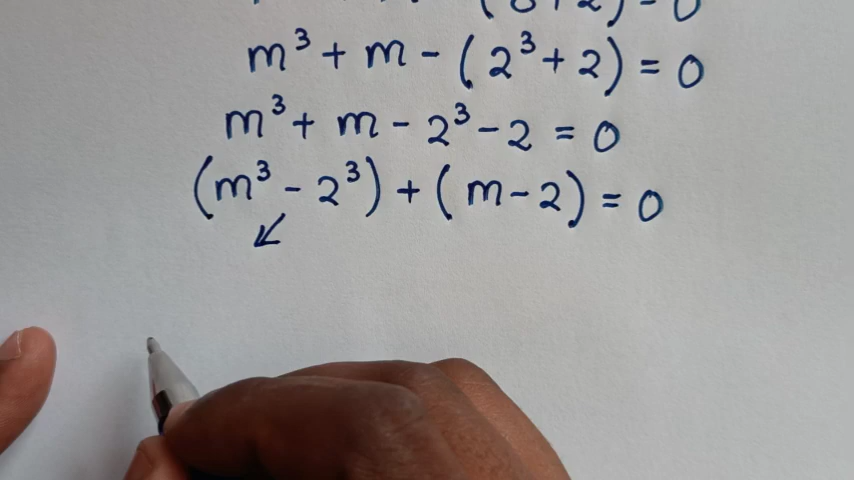 m³ + m - (2³ + 2) = 0
m³ + m - 2³ - 2 = 0
(m³ - 2³) + (m - 2) = 0
↙